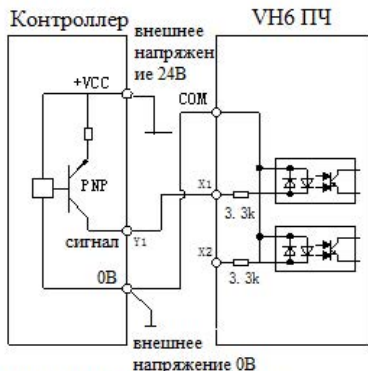 Контроллер
VH6 ПЧ
внешнее
напряжен
ие 24В
+VCC
COM
PNP
X1
3. 3k
сигнал
Y1
X2
3. 3k
0В
внешнее
напряжение 0В